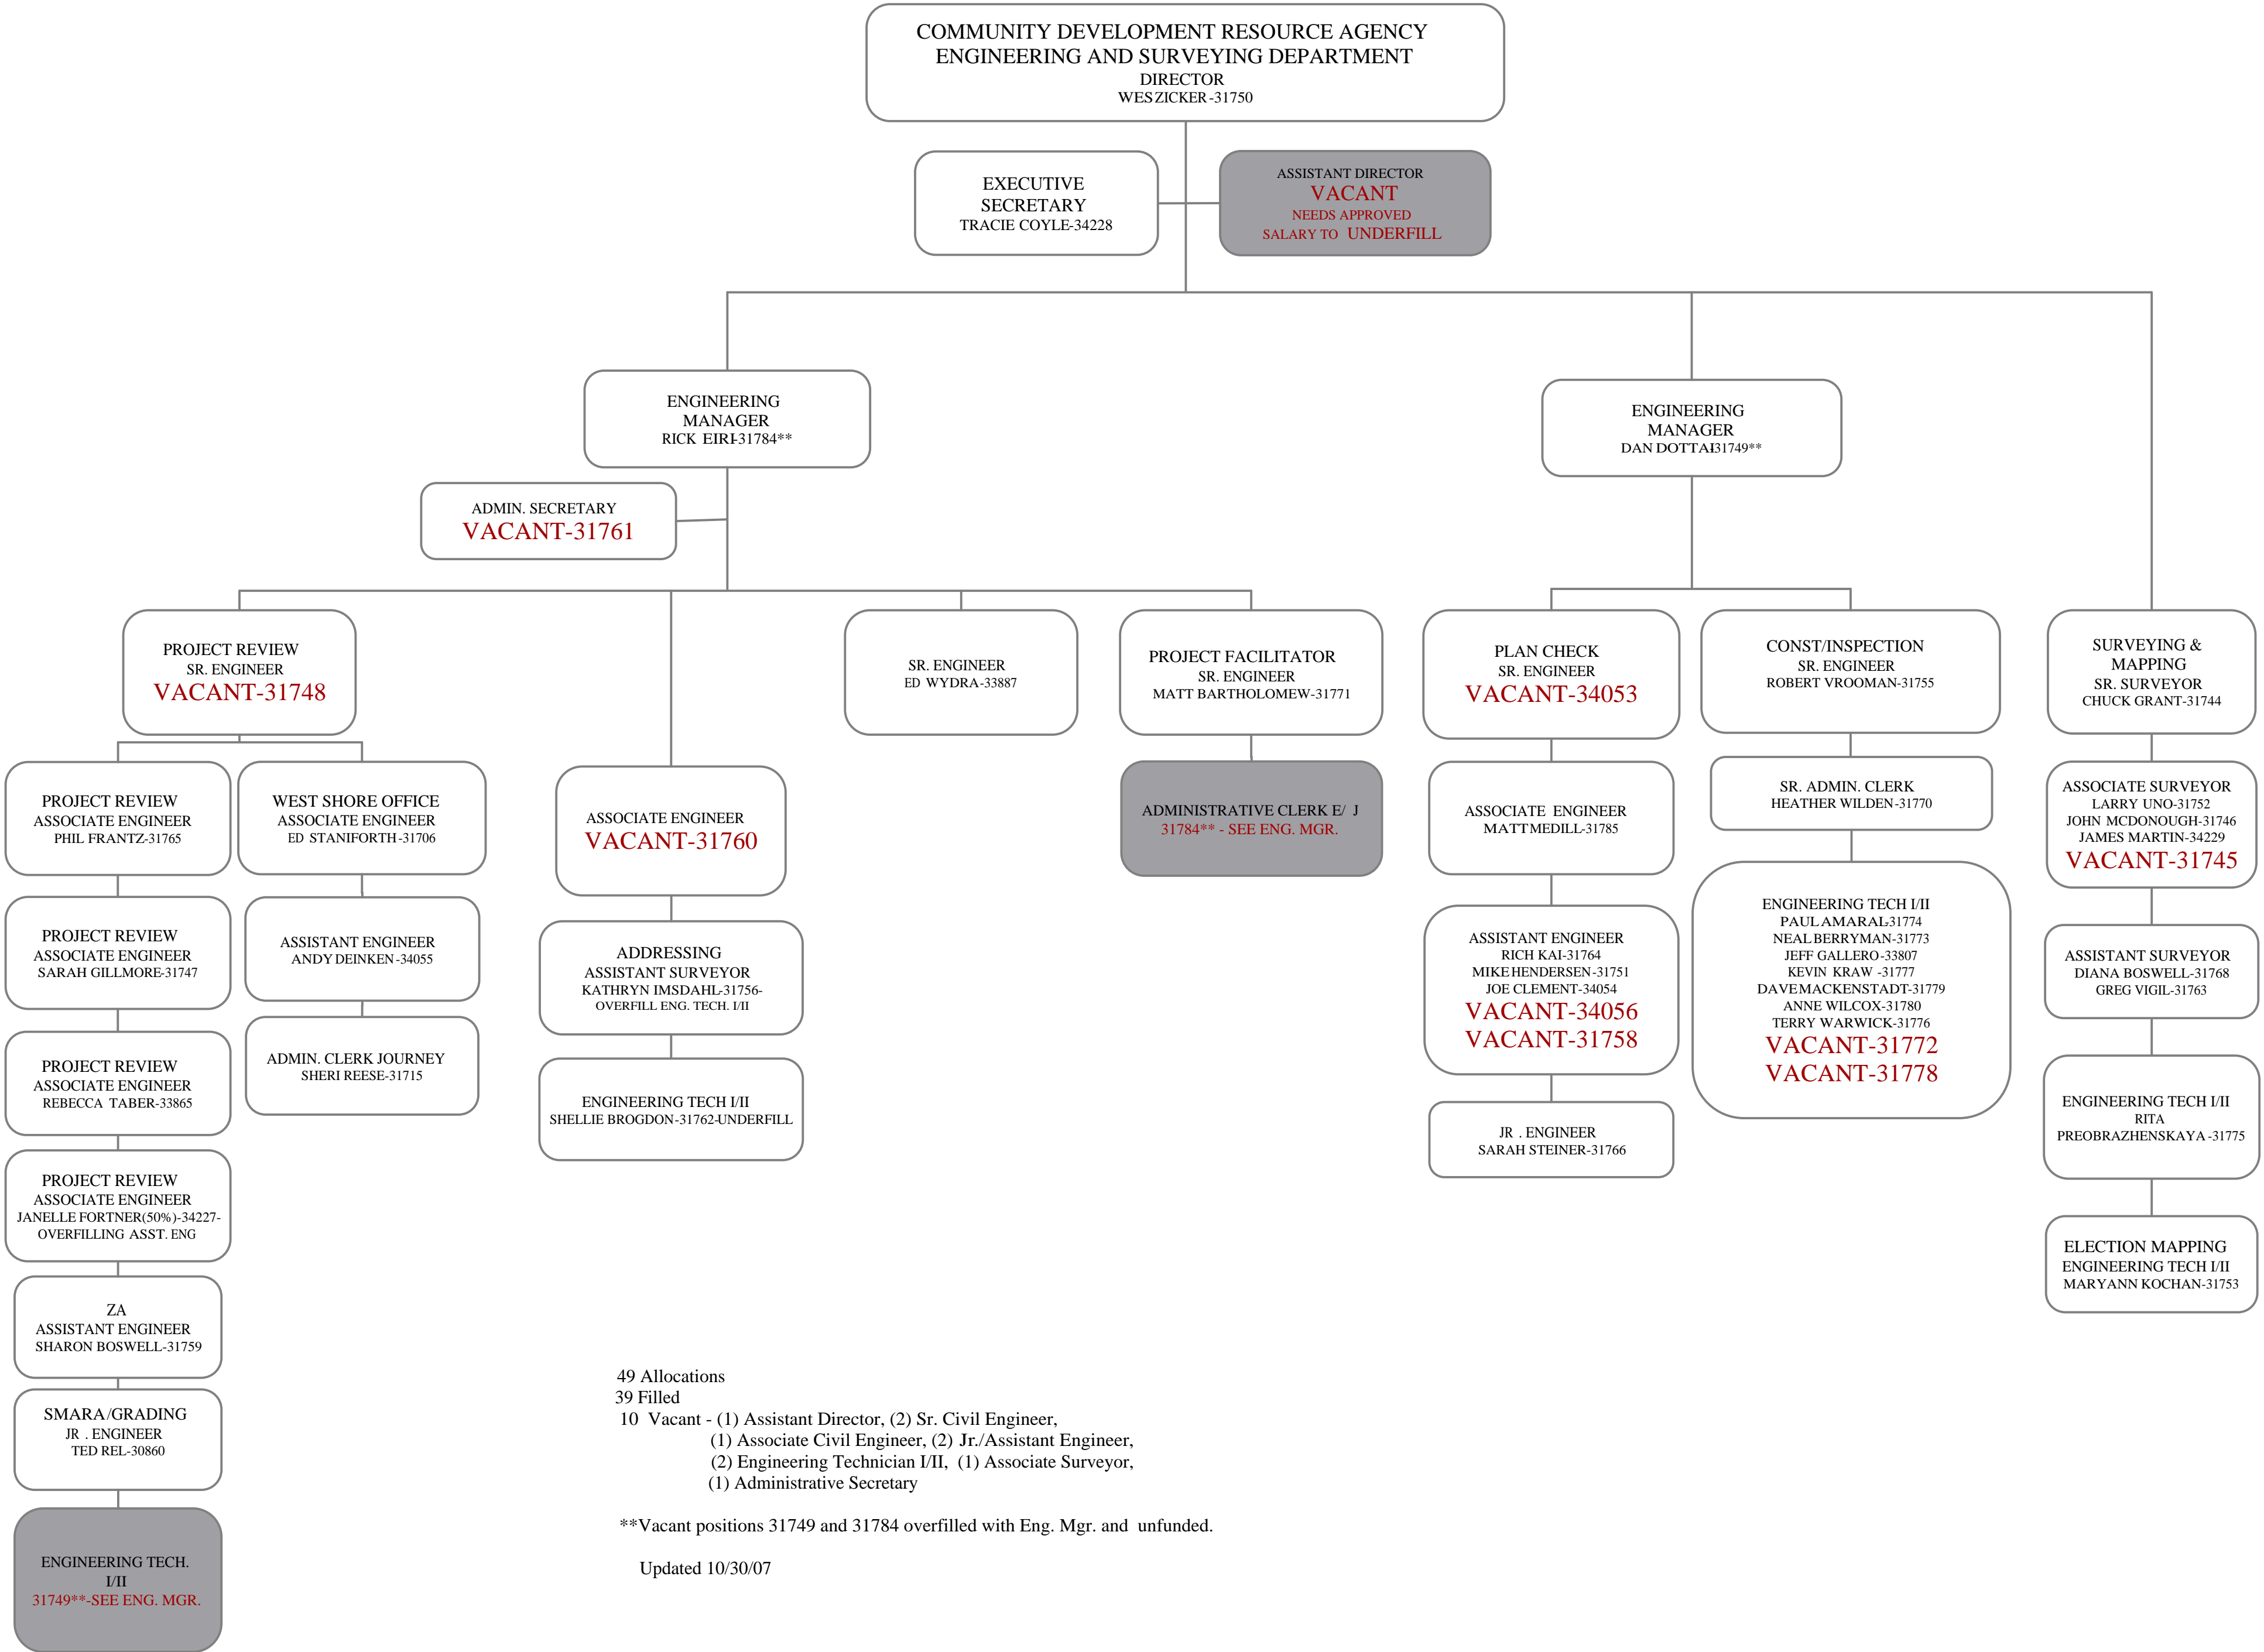 COMMUNITY DEVELOPMENT RESOURCE AGENCY
ENGINEERING AND SURVEYING DEPARTMENT
DIRECTOR
WES ZICKER-31750
EXECUTIVE
SECRETARY
TRACIE COYLE-34228
ASSISTANT DIRECTOR
VACANT
NEEDS APPROVED
SALARY TO UNDERFILL
ENGINEERING
MANAGER
RICK EIRI-31784**
ENGINEERING
MANAGER
DAN DOTTAI31749**
ADMIN. SECRETARY
VACANT-31761
PROJECT REVIEW
SR. ENGINEER
VACANT-31748
SR. ENGINEER
ED WYDRA-33887
PROJECT FACILITATOR
SR. ENGINEER
MATT BARTHOLOMEW-31771
PLAN CHECK
SR. ENGINEER
VACANT-34053
CONST/INSPECTION
SR. ENGINEER
ROBERT VROOMAN-31755
SURVEYING &
MAPPING
SR. SURVEYOR
CHUCK GRANT-31744
PROJECT REVIEW
ASSOCIATE ENGINEER
PHIL FRANTZ-31765
WEST SHORE OFFICE
ASSOCIATE ENGINEER
ED STANIFORTH-31706
ASSOCIATE ENGINEER
VACANT-31760
ADMINISTRATIVE CLERK E/ J
31784** - SEE ENG. MGR.
ASSOCIATE ENGINEER
MATT MEDILL-31785
SR. ADMIN. CLERK
HEATHER WILDEN-31770
ASSOCIATE SURVEYOR
LARRY UNO-31752
JOHN MCDONOUGH-31746
JAMES MARTIN-34229
VACANT-31745
PROJECT REVIEW
ASSOCIATE ENGINEER
SARAH GILLMORE-31747
ASSISTANT ENGINEER
ANDY DEINKEN-34055
ADDRESSING
ASSISTANT SURVEYOR
KATHRYN IMSDAHL-31756-
OVERFILL ENG. TECH. I/II
ASSISTANT ENGINEER
RICH KAI-31764
MIKE HENDERSEN-31751
JOE CLEMENT-34054
VACANT-34056
VACANT-31758
ENGINEERING TECH I/II
PAUL AMARAL-31774
NEAL BERRYMAN-31773
JEFF GALLERO-33807
KEVIN KRAW -31777
DAVE MACKENSTADT-31779
ANNE WILCOX-31780
TERRY WARWICK-31776
VACANT-31772
VACANT-31778
ASSISTANT SURVEYOR
DIANA BOSWELL-31768
GREG VIGIL-31763
PROJECT REVIEW
ASSOCIATE ENGINEER
REBECCA TABER-33865
ADMIN. CLERK JOURNEY
SHERI REESE-31715
ENGINEERING TECH I/II
SHELLIE BROGDON-31762-UNDERFILL
JR . ENGINEER
SARAH STEINER-31766
ENGINEERING TECH I/II
RITA
PREOBRAZHENSKAYA-31775
PROJECT REVIEW
ASSOCIATE ENGINEER
JANELLE FORTNER(50%)-34227-
OVERFILLING ASST. ENG
ELECTION MAPPING
ENGINEERING TECH I/II
MARYANN KOCHAN-31753
ZA
ASSISTANT ENGINEER
SHARON BOSWELL-31759
SMARA/GRADING
JR . ENGINEER
TED REL-30860
ENGINEERING TECH.
I/II
31749**-SEE ENG. MGR.
49 Allocations
39 Filled
10 Vacant - (1) Assistant Director, (2) Sr. Civil Engineer,
(1) Associate Civil Engineer, (2) Jr./Assistant Engineer,
(2) Engineering Technician I/II, (1) Associate Surveyor,
(1) Administrative Secretary
**Vacant positions 31749 and 31784 overfilled with Eng. Mgr. and unfunded.
Updated 10/30/07